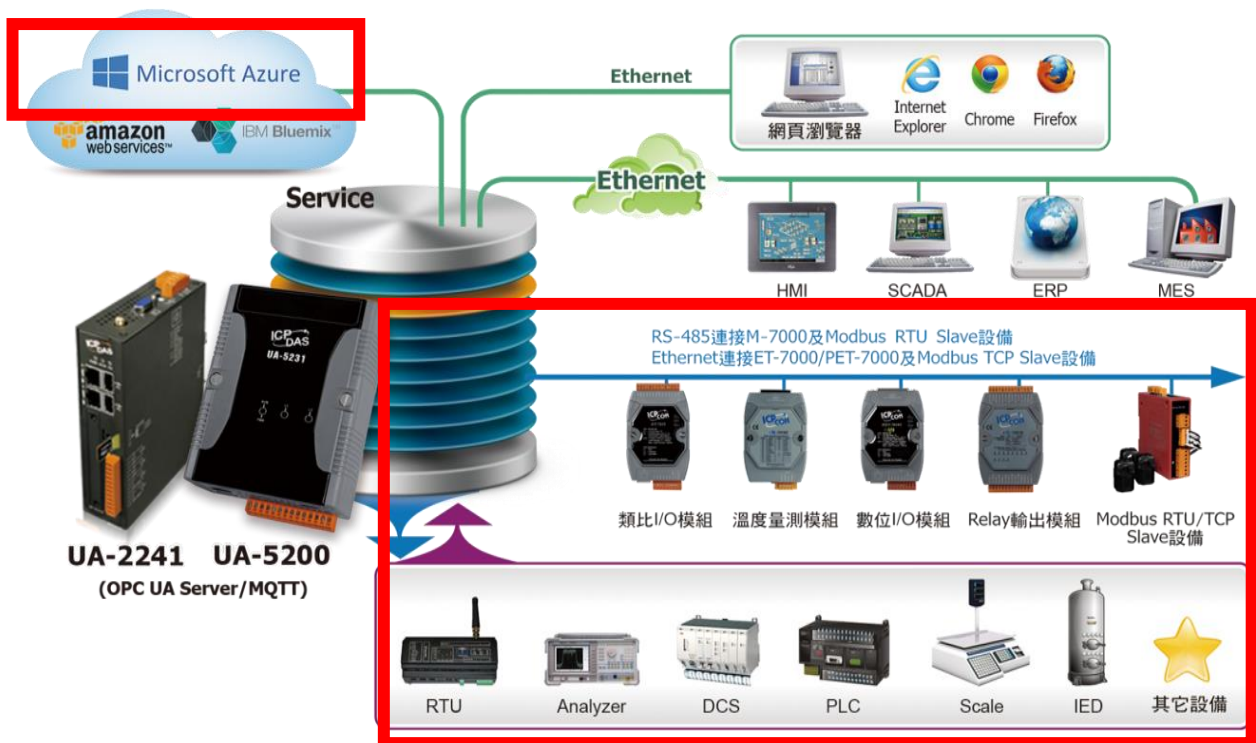 Microsoft Azure
amazon
webservices™
IBM Bluemix™
Ethernet
網頁瀏覽器
Internet
Explorer
Chrome
Firefox
Ethernet
Service
HMI
SCADA
ERP
MES
ICP DAS
UA-5231
RS-485連接M-7000及Modbus RTU Slave設備
Ethernet連接ET-7000/PET-7000及Modbus TCP Slave設備
類比I/O模組
溫度量測模組
數位I/O模組
Relay輸出模組
Modbus RTU/TCP
Slave設備
UA-2241
UA-5200
(OPC UA Server/MQTT)
RTU
Analyzer
DCS
PLC
Scale
IED
其它設備